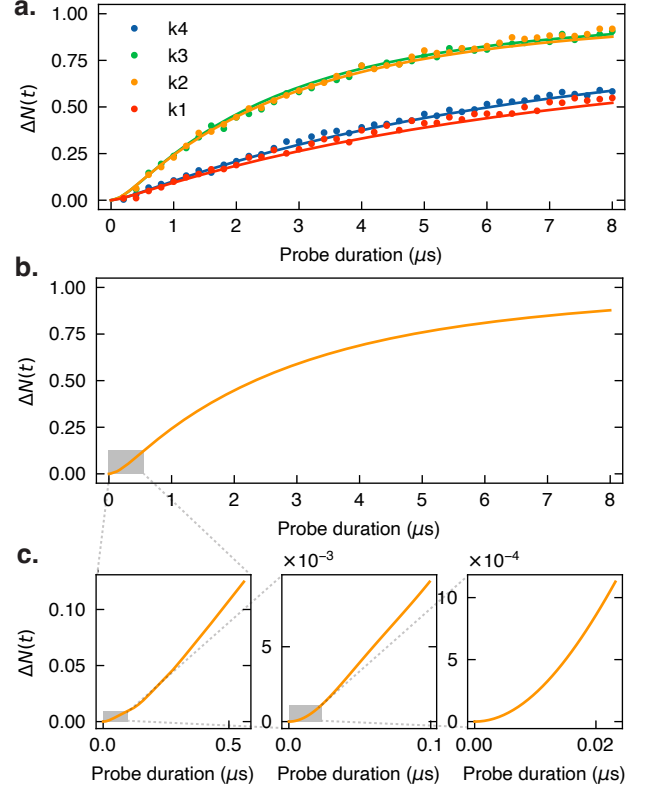 a.
1.00
0.75
0.50
0.25
0.00
ΔN(t)
k4
k3
k2
k1
0 1 2 3 4 5 6 7 8
Probe duration (μs)
b.
1.00
0.75
0.50
0.25
0.00
ΔN(t)
0 1 2 3 4 5 6 7 8
Probe duration (μs)
c.
×10⁻³ ×10⁻⁴
0.10
0.05
0.00
ΔN(t)
0.0 0.5
Probe duration (μs)
5
0
0.0 0.1
Probe duration (μs)
10
5
0
0.00 0.02
Probe duration (μs)